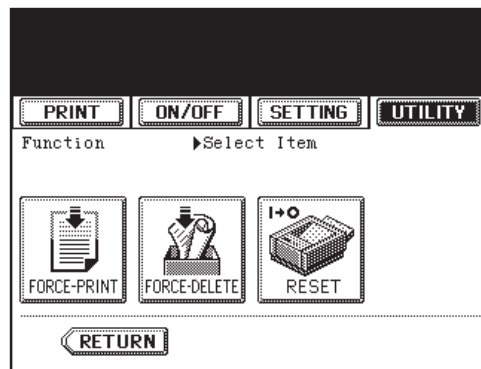 PRINT ON/OFF SETTING UTILITY
Function ▶Select Item
I→O
FORCE-PRINT FORCE-DELETE RESET
RETURN